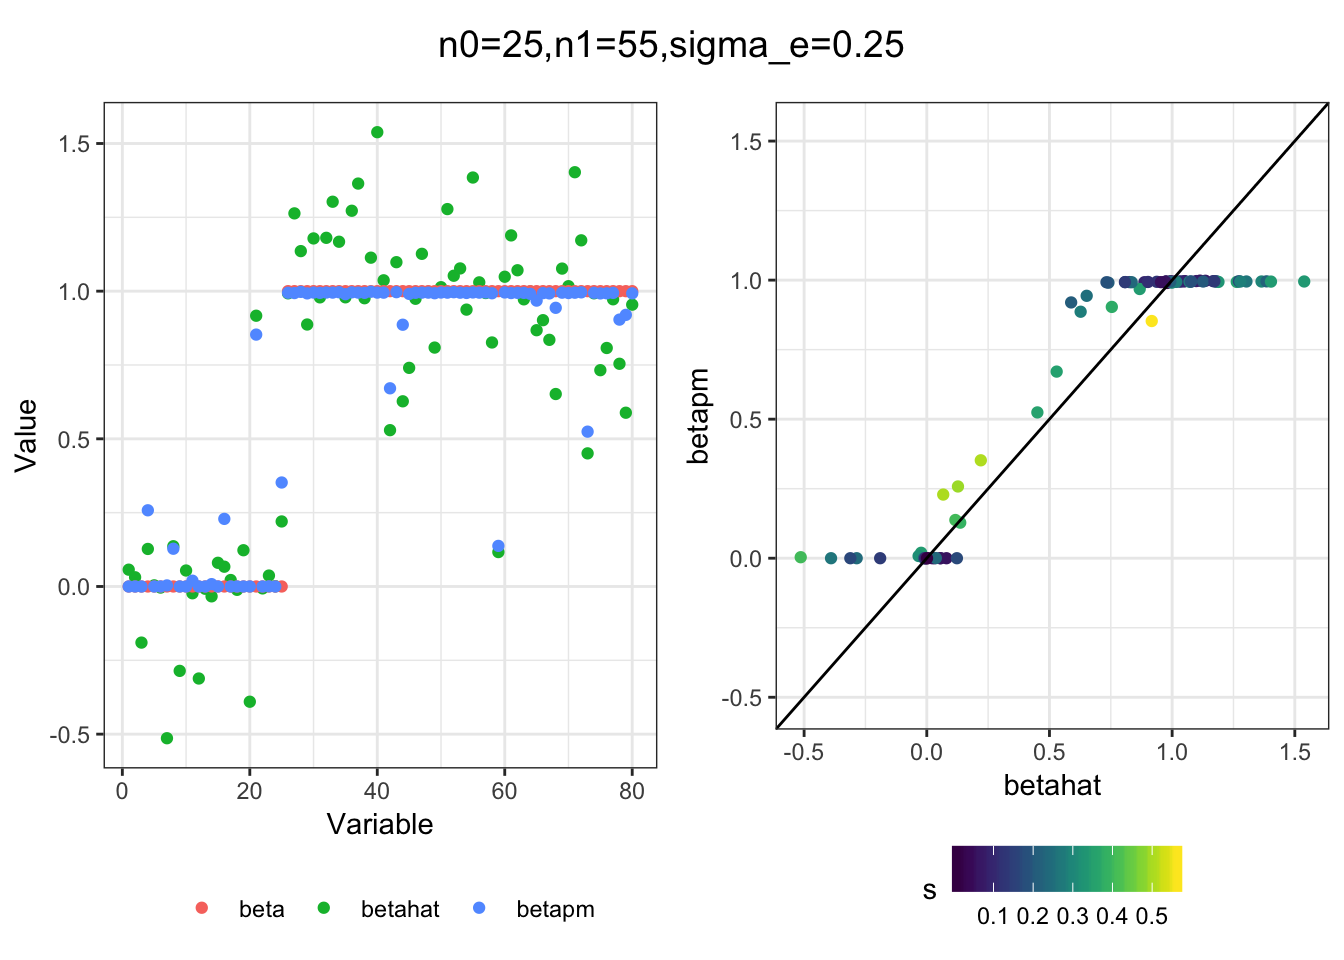 n0=25,n1=55,sigma_e=0.25
Value
1.5
1.0
0.5
0.0
-0.5
0 20 40 60 80
Variable
beta betahat betapm
betapm
1.5
1.0
0.5
0.0
-0.5
-0.5 0.0 0.5 1.0 1.5
betahat
s
0.1 0.2 0.3 0.4 0.5